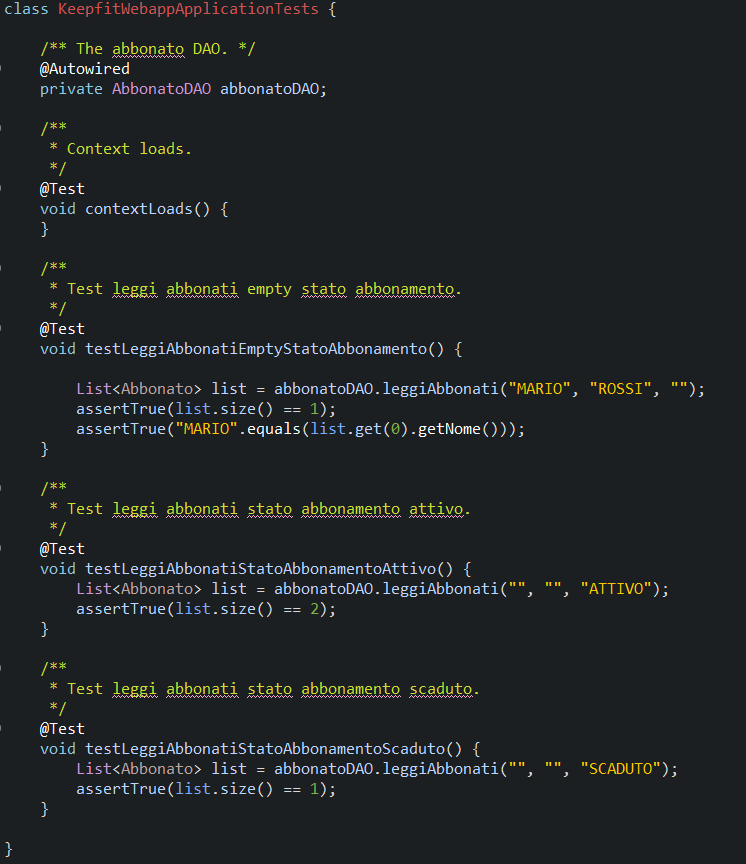 class KeepfitWebappApplicationTests {
/** The abbonato DAO. */
@Autowired
private AbbonatoDAO abbonatoDAO;
/**
* Context loads.
*/
@Test
void contextLoads() {
}
/**
* Test leggi abbonati empty stato abbonamento.
*/
@Test
void testLeggiAbbonatiEmptyStatoAbbonamento() {
List<Abbonato> list = abbonatoDAO.leggiAbbonati("MARIO", "ROSSI", "");
assertTrue(list.size() == 1);
assertTrue("MARIO".equals(list.get(0).getNome()));
}
/**
* Test leggi abbonati stato abbonamento attivo.
*/
@Test
void testLeggiAbbonatiStatoAbbonamentoAttivo() {
List<Abbonato> list = abbonatoDAO.leggiAbbonati("", "", "ATTIVO");
assertTrue(list.size() == 2);
}
/**
* Test leggi abbonati stato abbonamento scaduto.
*/
@Test
void testLeggiAbbonatiStatoAbbonamentoScaduto() {
List<Abbonato> list = abbonatoDAO.leggiAbbonati("", "", "SCADUTO");
assertTrue(list.size() == 1);
}
}